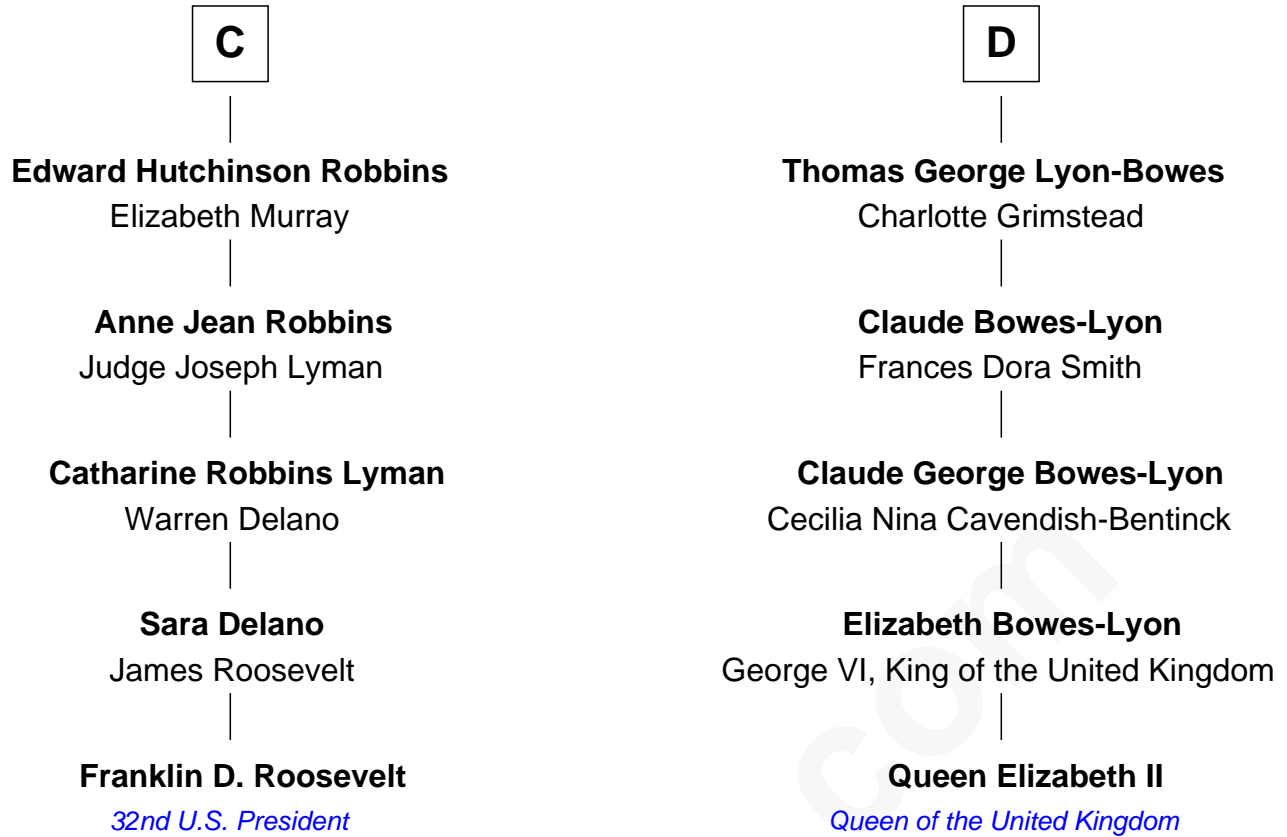 C
Edward Hutchinson Robbins
Elizabeth Murray
Anne Jean Robbins
Judge Joseph Lyman
Catharine Robbins Lyman
Warren Delano
Sara Delano
James Roosevelt
Franklin D. Roosevelt
32nd U.S. President
D
Thomas George Lyon-Bowes
Charlotte Grimstead
Claude Bowes-Lyon
Frances Dora Smith
Claude George Bowes-Lyon
Cecilia Nina Cavendish-Bentinck
Elizabeth Bowes-Lyon
George VI, King of the United Kingdom
Queen Elizabeth II
Queen of the United Kingdom
com